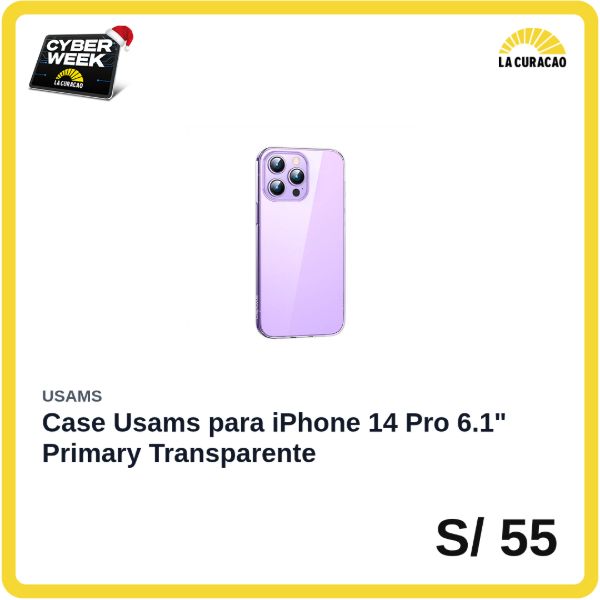 CYBER
WEEK
LA CURACAO
LA CURACAO
USAMS
Case Usams para iPhone 14 Pro 6.1"
Primary Transparente
S/ 55